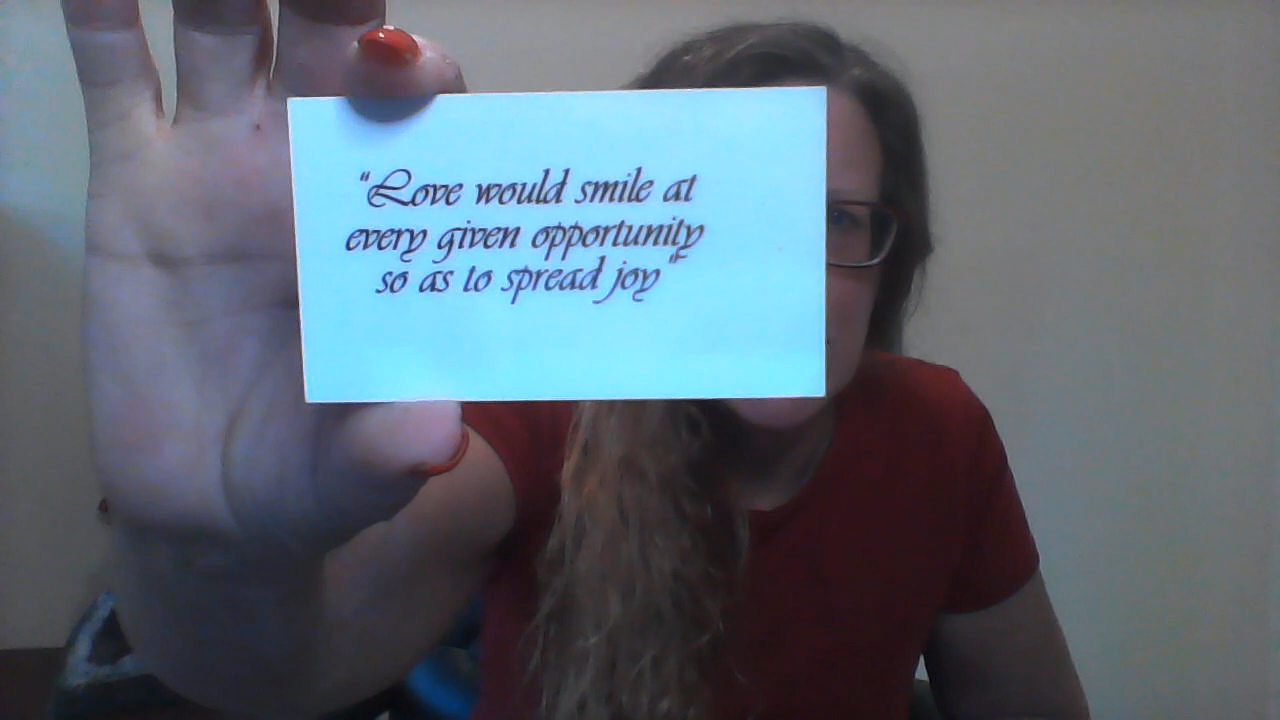 “Love would smile at
every given opportunity
so as to spread joy”